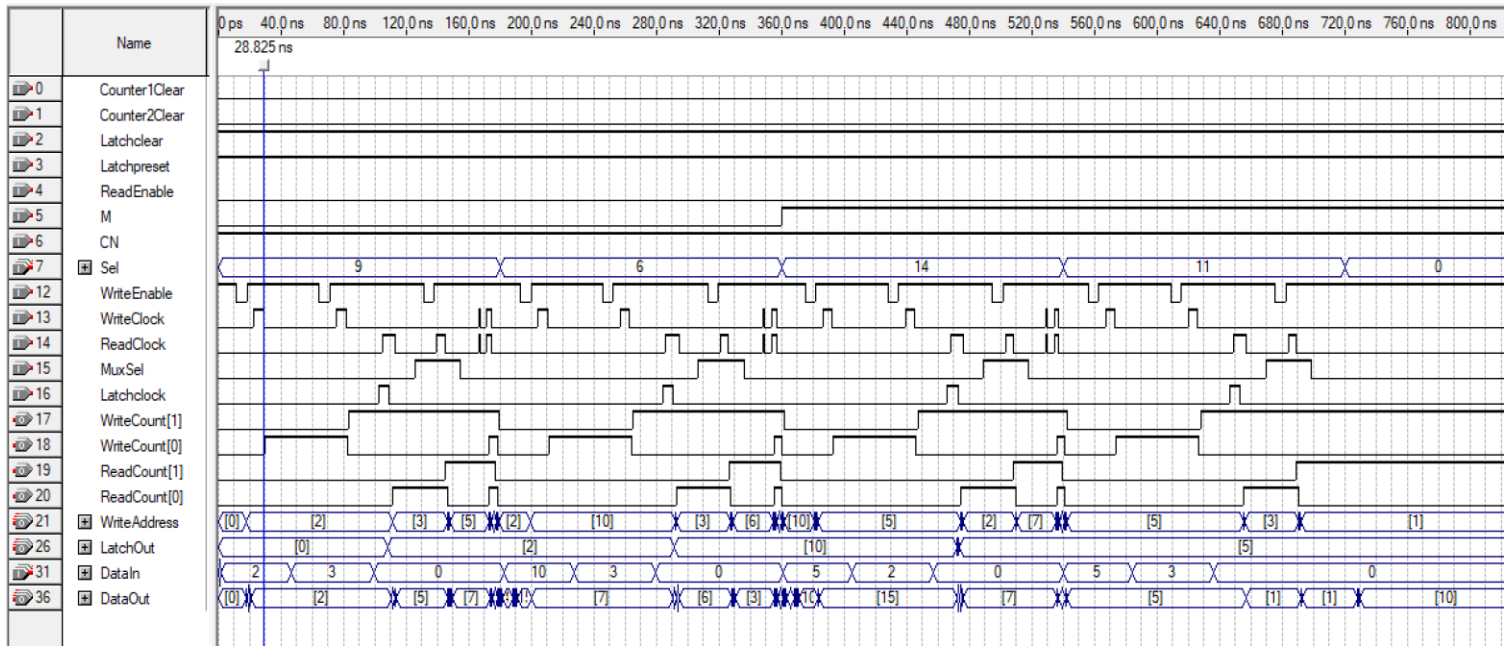 0 ps 40.0 ns 80.0 ns 120.0 ns 160.0 ns 200.0 ns 240.0 ns 280.0 ns 320.0 ns 360.0 ns 400.0 ns 440.0 ns 480.0 ns 520.0 ns 560.0 ns 600.0 ns 640.0 ns 680.0 ns 720.0 ns 760.0 ns 800.0 ns
Name
28.825 ns
0 Counter1Clear
1 Counter2Clear
2 Latchclear
3 Latchpreset
4 ReadEnable
5 M
6 CN
7 Sel 9 6 14 11 0
12 WriteEnable
13 WriteClock
14 ReadClock
15 MuxSel
16 Latchclock
17 WriteCount[1]
18 WriteCount[0]
19 ReadCount[1]
20 ReadCount[0]
21 WriteAddress [0] [2] [3] [5] [2] [10] [3] [6] [10] [5] [2] [7] [5] [3] [1]
26 LatchOut [0] [2] [10] [5]
31 DataIn 2 3 0 10 3 0 5 2 0 5 3 0
36 DataOut [0] [2] [5] [7] [7] [6] [3] [15] [7] [5] [1] [1] [10]